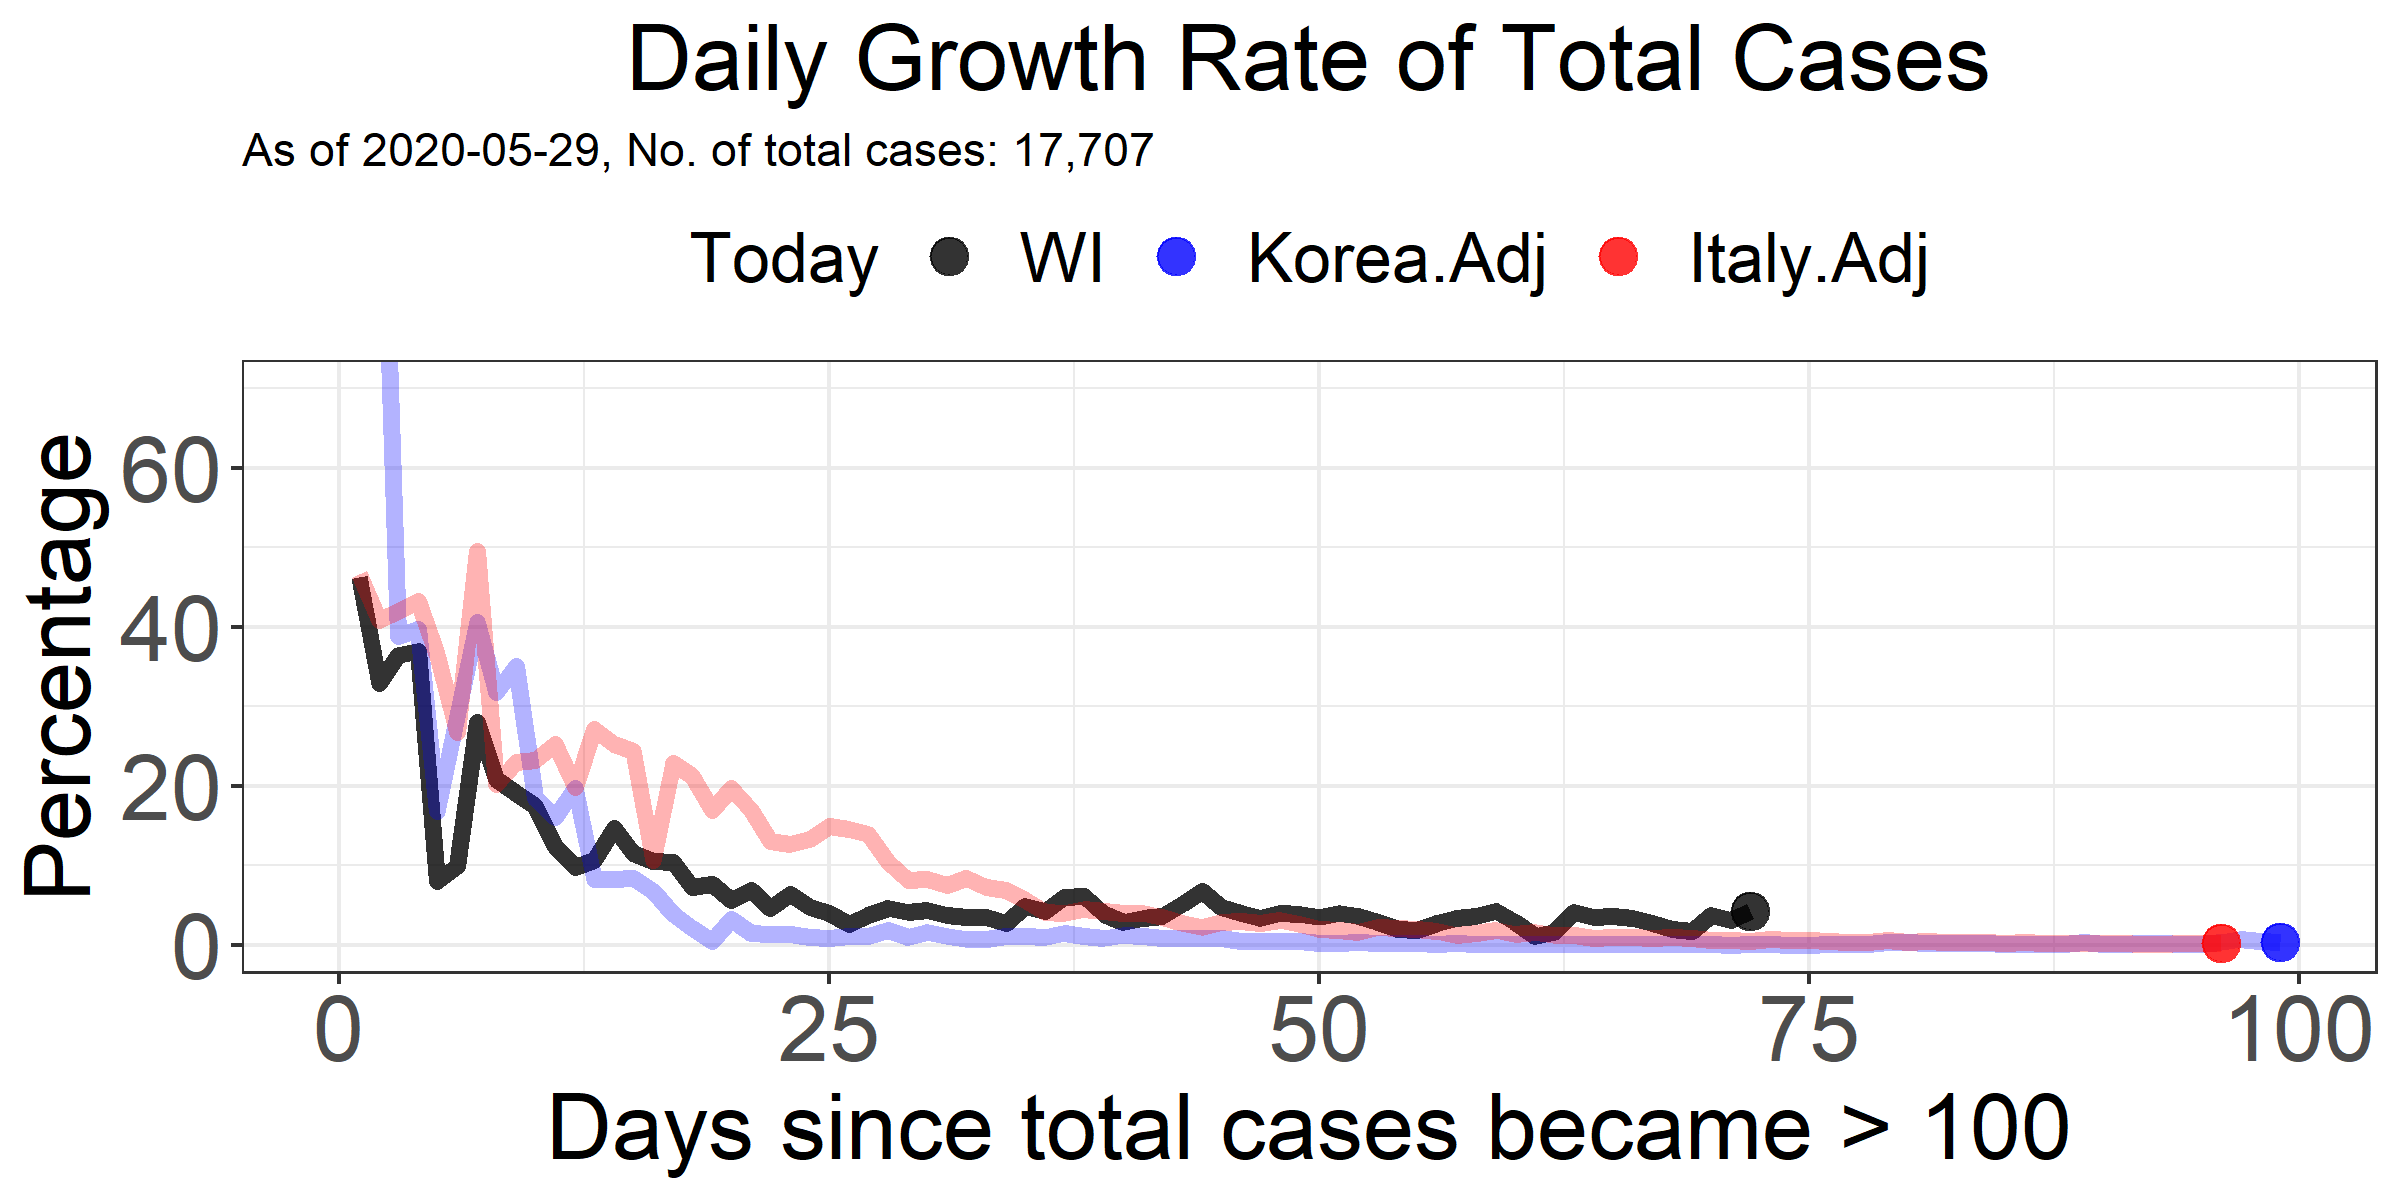 Daily Growth Rate of Total Cases
As of 2020-05-29, No. of total cases: 17,707
Today WI Korea.Adj Italy.Adj
Percentage
60
40
20
0
0 25 50 75 100
Days since total cases became > 100